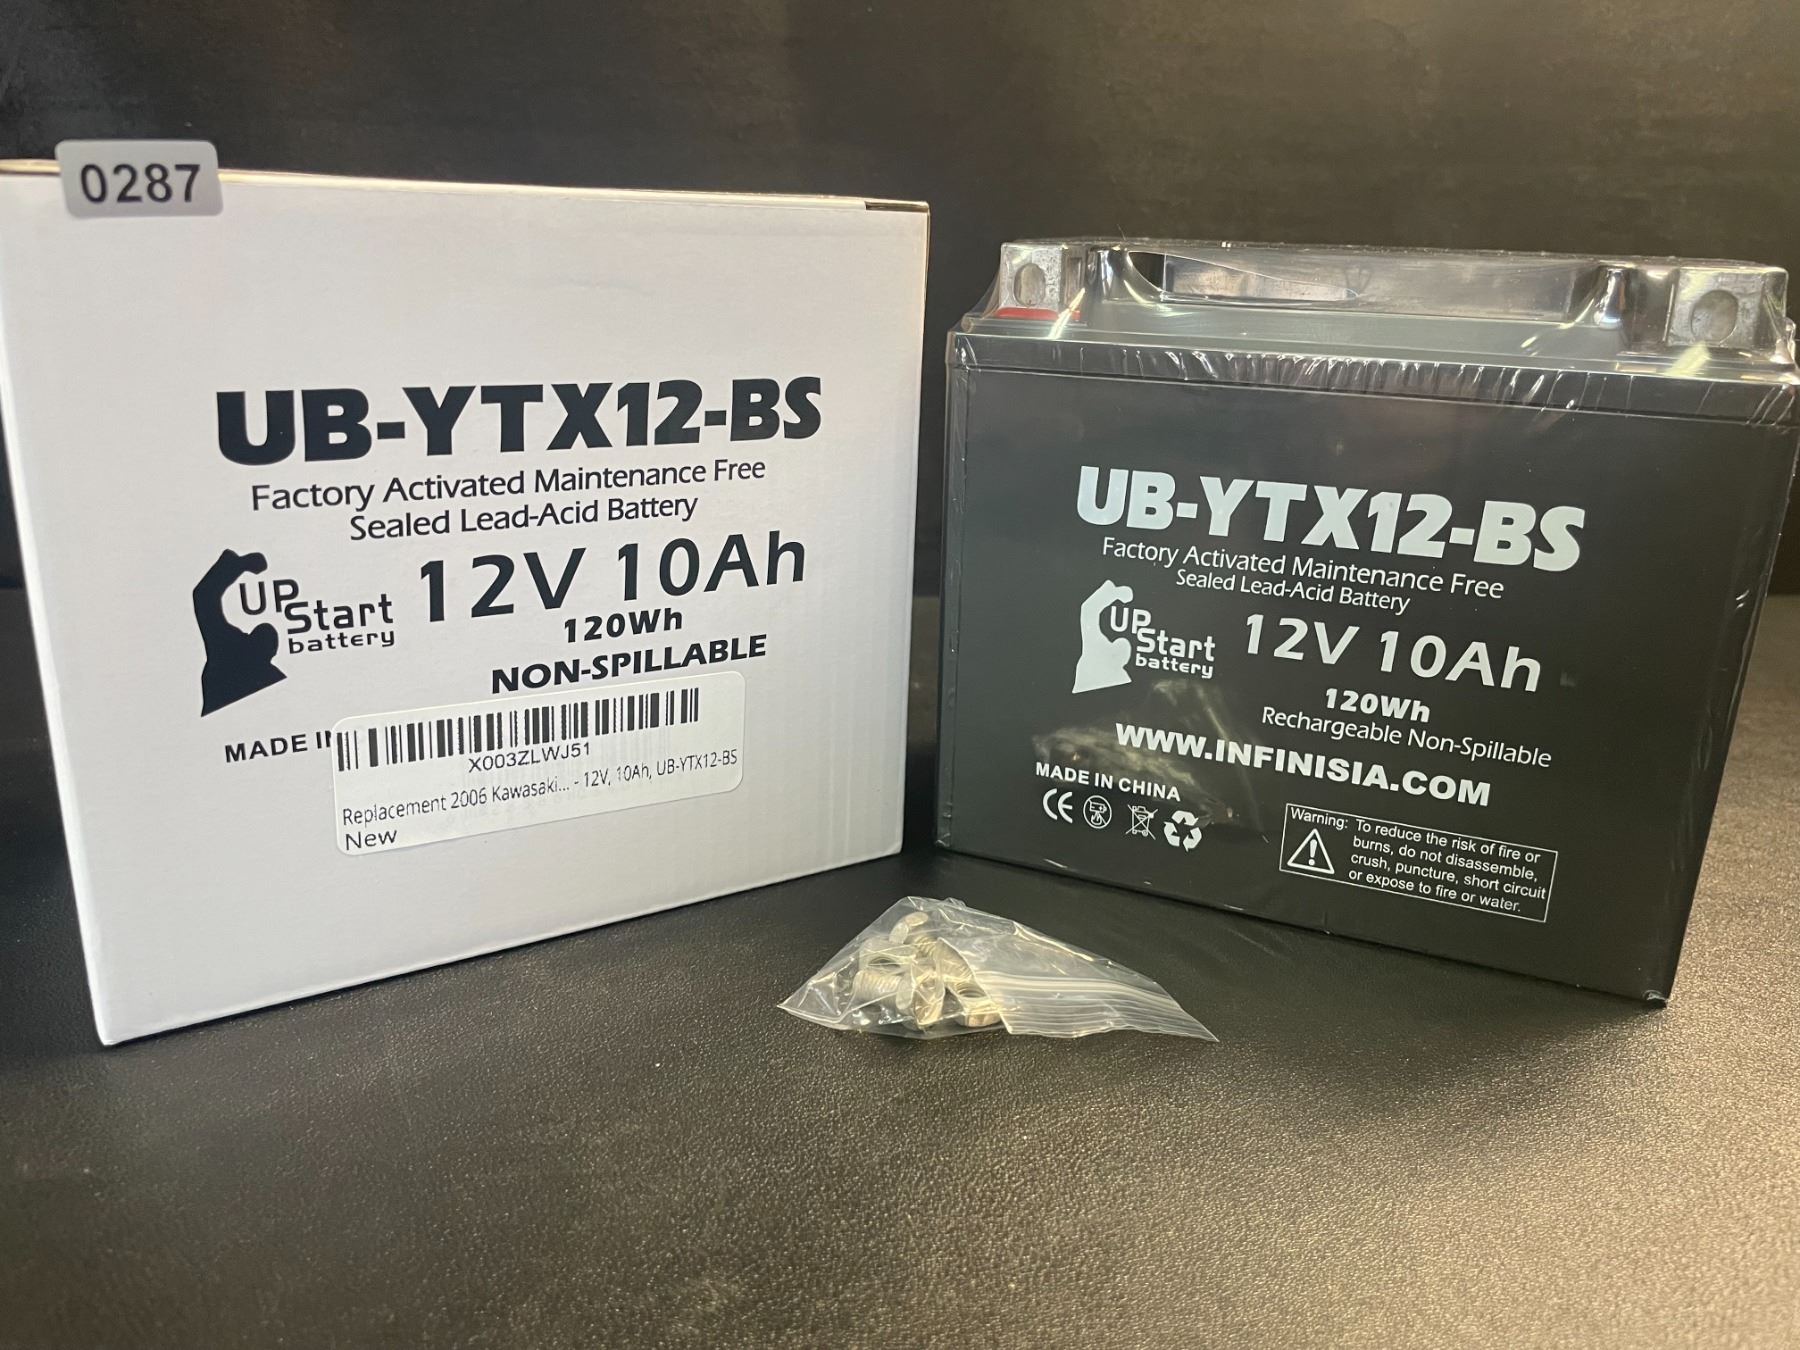 0287
UB-YTX12-BS
Factory Activated Maintenance Free
Sealed Lead-Acid Battery
UPStart
battery
12V 10Ah
120Wh
NON-SPILLABLE
MADE IN
X003ZLWJ51
Replacement 2006 Kawasaki... - 12V, 10Ah, UB-YTX12-BS
New
UB-YTX12-BS
Factory Activated Maintenance Free
Sealed Lead-Acid Battery
UPStart
battery
12V 10Ah
120Wh
Rechargeable Non-Spillable
WWW.INFINISIA.COM
MADE IN CHINA
CE
Warning: To reduce the risk of fire or
burns, do not disassemble,
crush, puncture, short circuit
or expose to fire or water.